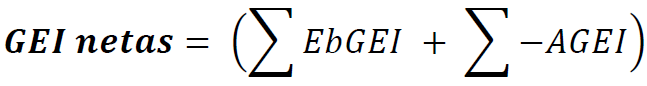 GEI netas = (∑ EbGEI + ∑ −AGEI)